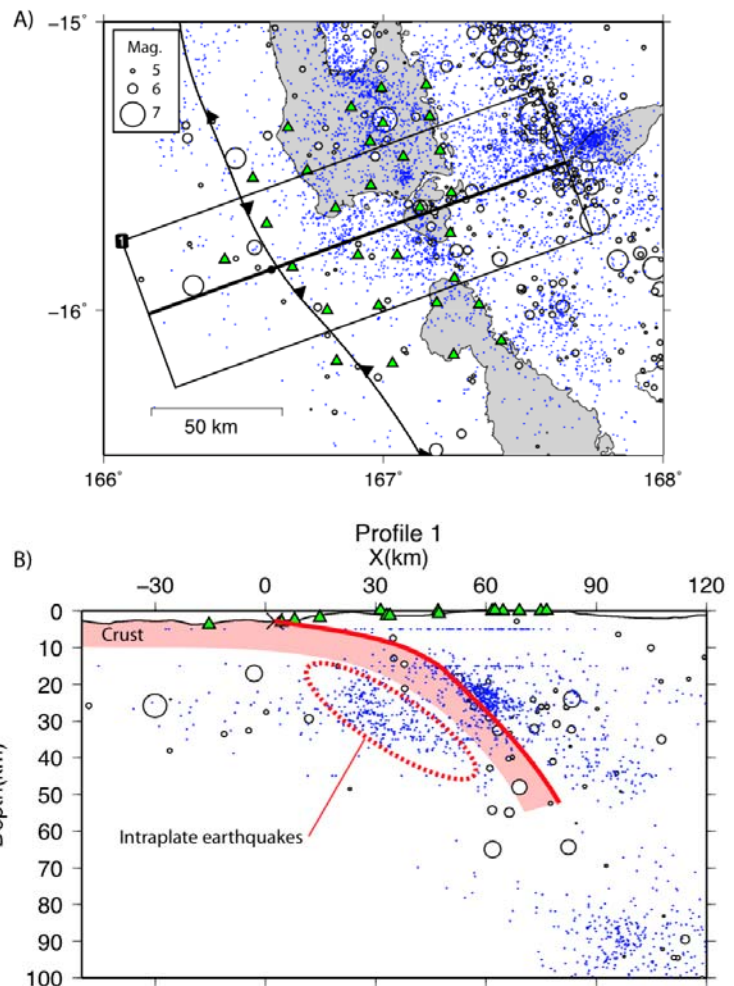 A)
−15°
Mag.
5
6
7
1
−16°
50 km
166°
167°
168°
Profile 1
B)
X(km)
−30
0
30
60
90
120
0
Crust
10
20
30
40
50
Depth(km)
60
Intraplate earthquakes
70
80
90
100